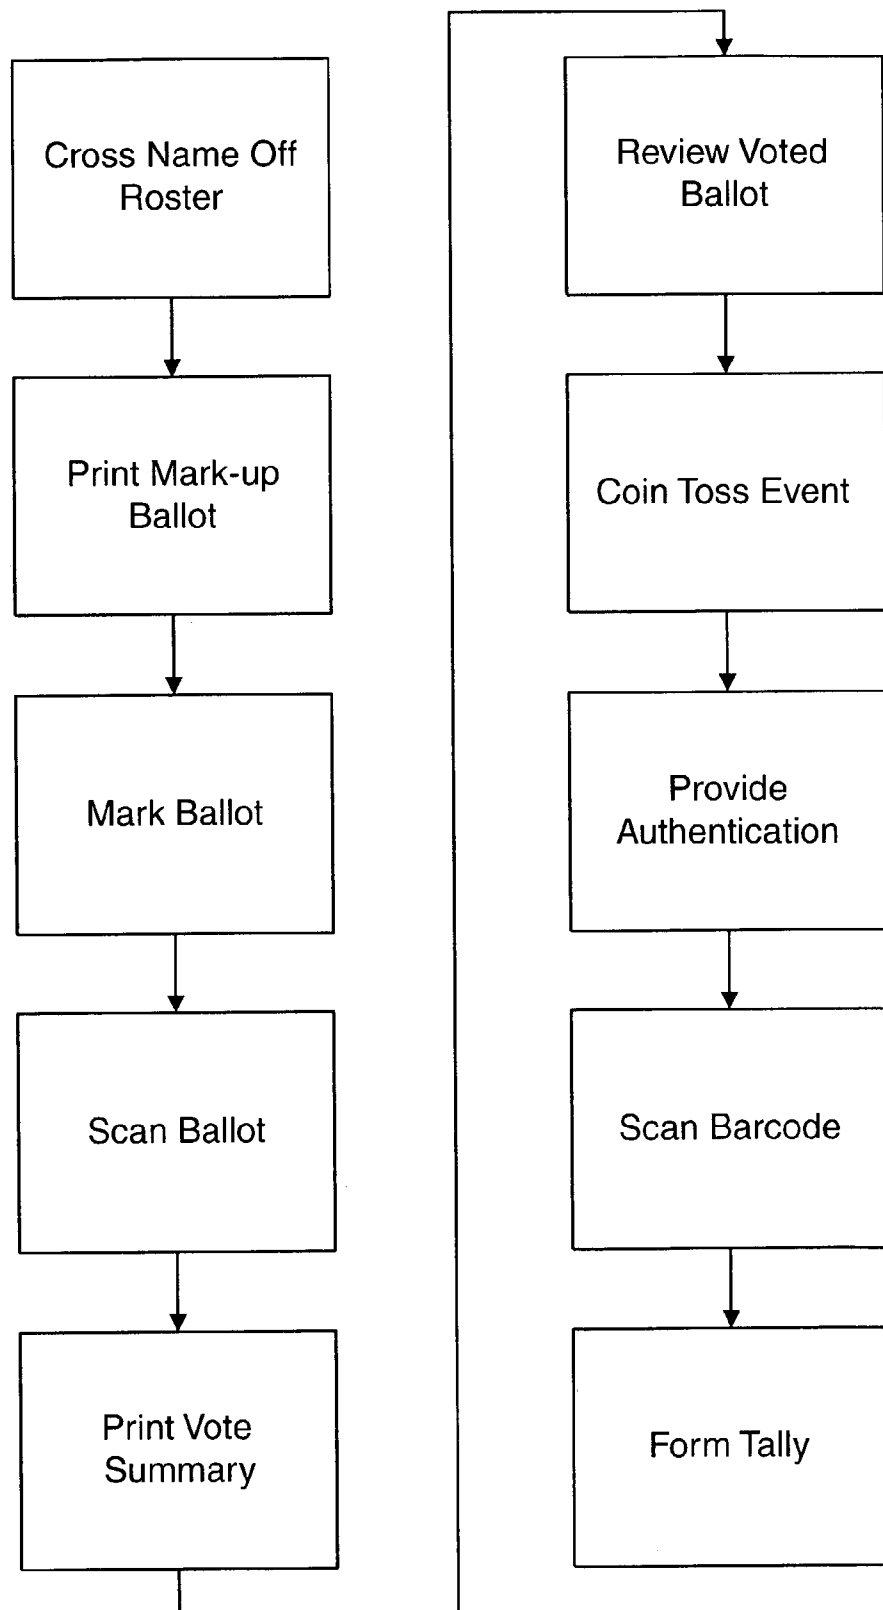 Cross Name Off
Roster
Print Mark-up
Ballot
Mark Ballot
Scan Ballot
Print Vote
Summary
Review Voted
Ballot
Coin Toss Event
Provide
Authentication
Scan Barcode
Form Tally